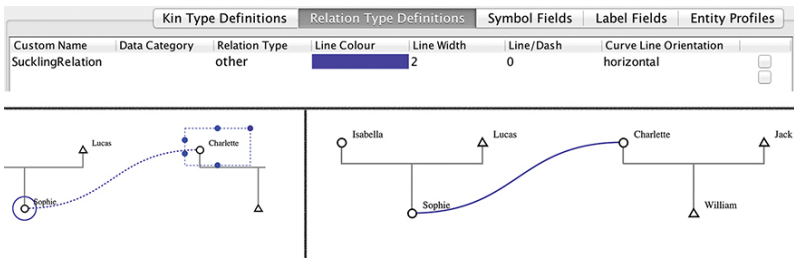 Kin Type Definitions Relation Type Definitions Symbol Fields Label Fields Entity Profiles
Custom Name Data Category Relation Type Line Colour Line Width Line/Dash Curve Line Orientation
SucklingRelation other 2 0 horizontal
Lucas Charlette
Sophie
Isabella Lucas Charlette Jack
Sophie William